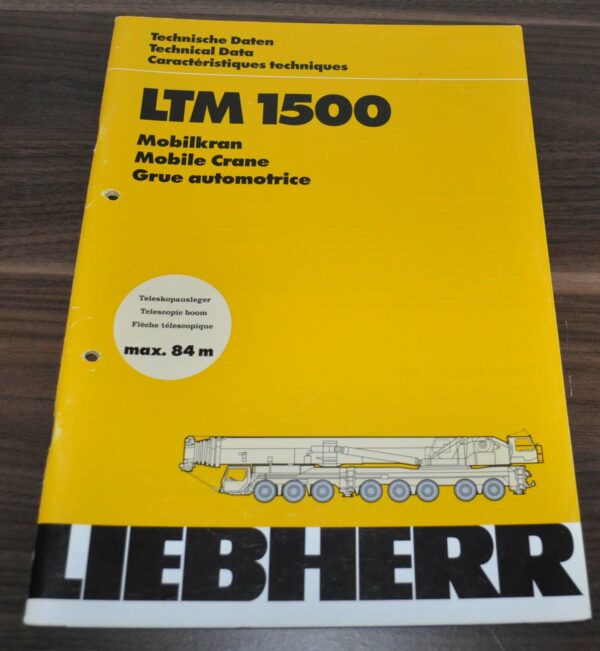 Technische Daten
Technical Data
Caractéristiques techniques
LTM 1500
Mobilkran
Mobile Crane
Grue automotrice
Teleskopausleger
Telescopic boom
Flèche télescopique
max. 84 m
LIEBHERR